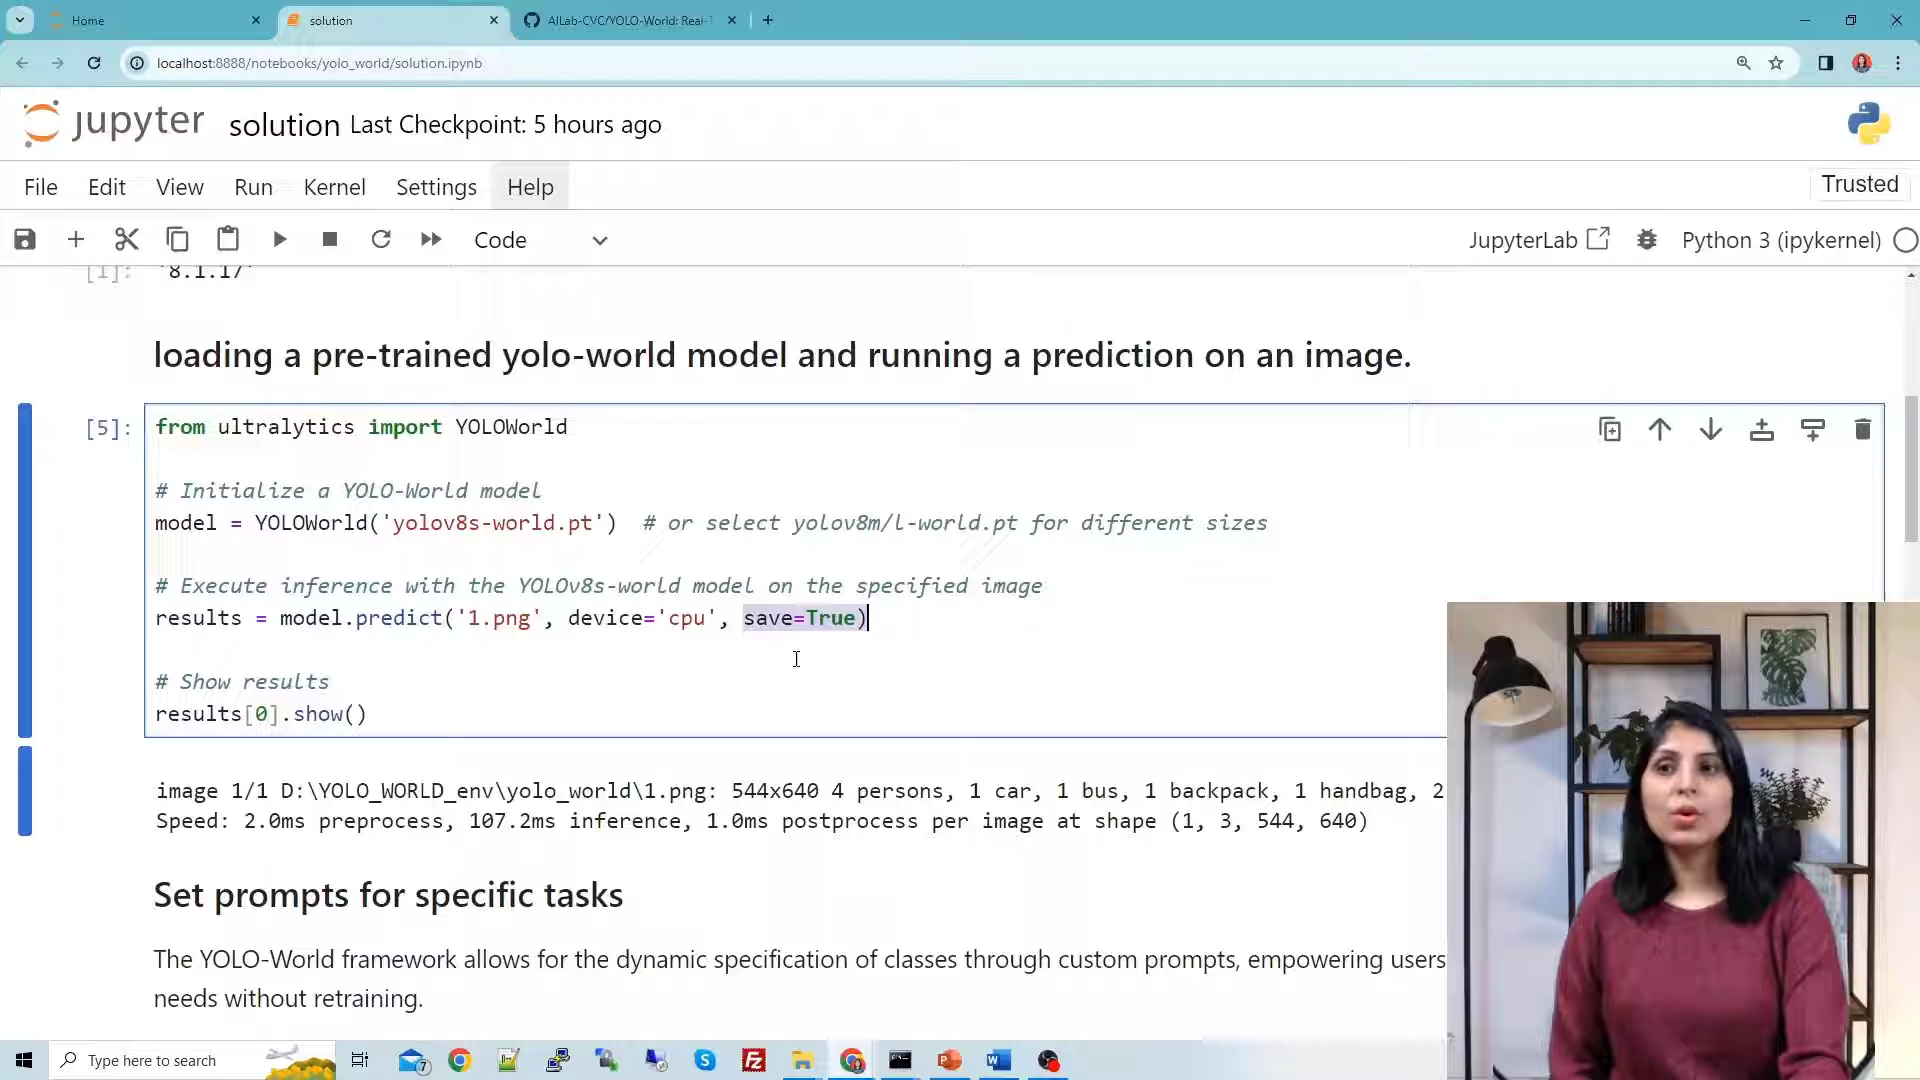 Home
solution
AILab-CVC/YOLO-World: Real-
localhost:8888/notebooks/yolo_world/solution.ipynb
jupyter solution Last Checkpoint: 5 hours ago
File Edit View Run Kernel Settings Help
Trusted
Code
JupyterLab
Python 3 (ipykernel)
[1]: '8.1.17'
loading a pre-trained yolo-world model and running a prediction on an image.
[5]: from ultralytics import YOLOWorld
# Initialize a YOLO-World model
model = YOLOWorld('yolov8s-world.pt')  # or select yolov8m/l-world.pt for different sizes
# Execute inference with the YOLOv8s-world model on the specified image
results = model.predict('1.png', device='cpu', save=True)
# Show results
results[0].show()
image 1/1 D:\YOLO_WORLD_env\yolo_world\1.png: 544x640 4 persons, 1 car, 1 bus, 1 backpack, 1 handbag, 2
Speed: 2.0ms preprocess, 107.2ms inference, 1.0ms postprocess per image at shape (1, 3, 544, 640)
Set prompts for specific tasks
The YOLO-World framework allows for the dynamic specification of classes through custom prompts, empowering users
needs without retraining.
Type here to search
7